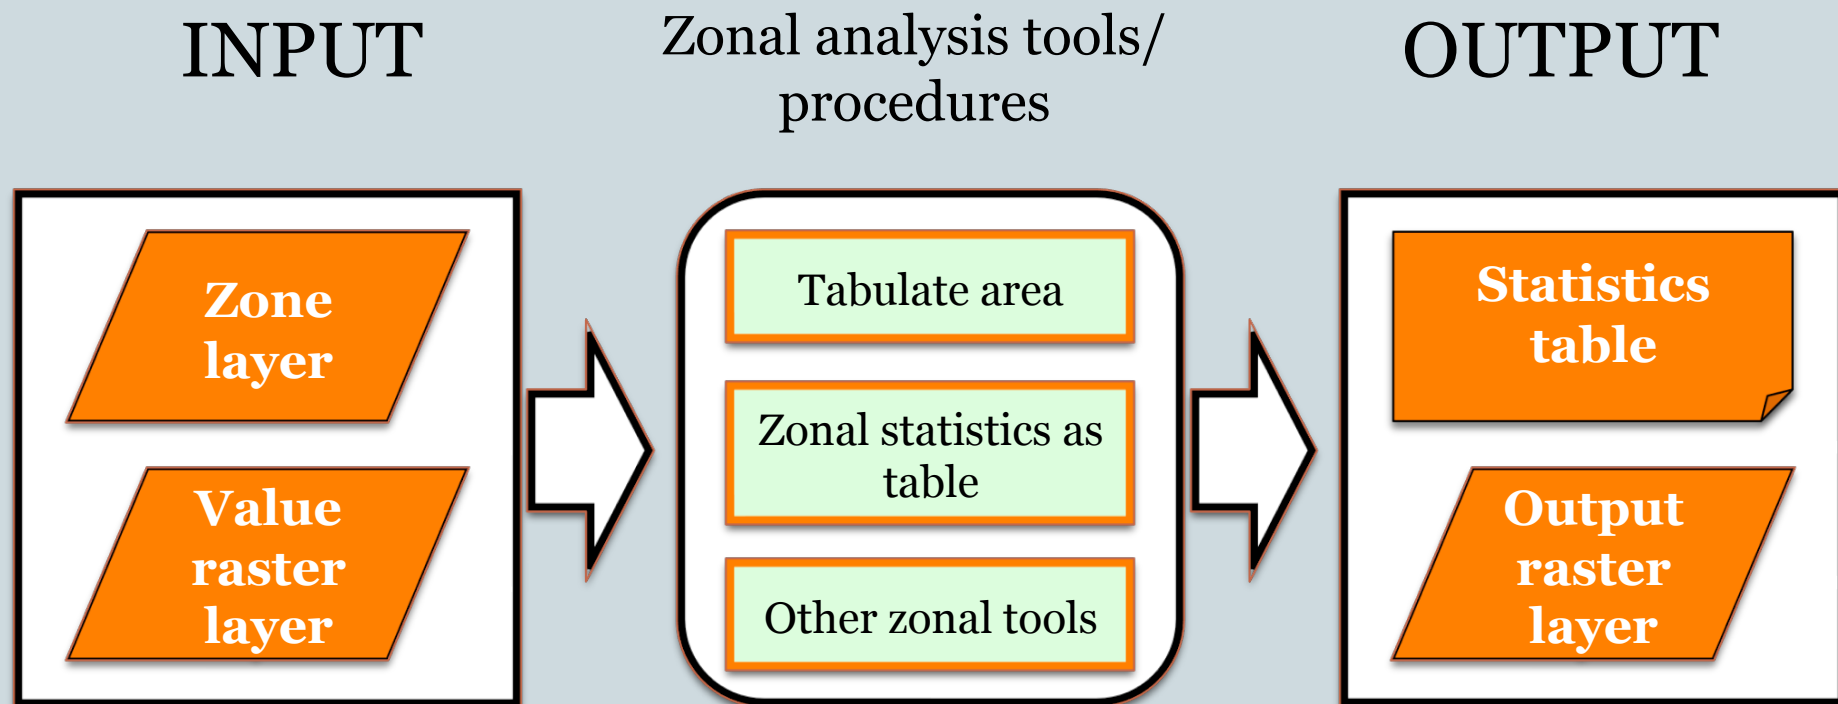 INPUT
Zonal analysis tools/
procedures
OUTPUT
Zone
layer
Value
raster
layer
Tabulate area
Zonal statistics as
table
Other zonal tools
Statistics
table
Output
raster
layer